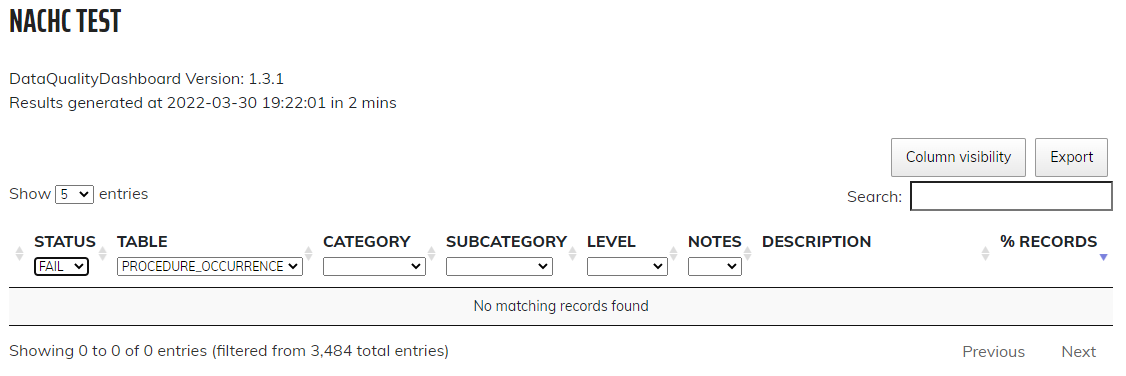 NACHC TEST
DataQualityDashboard Version: 1.3.1
Results generated at 2022-03-30 19:22:01 in 2 mins
Column visibility Export
Show 5 entries Search:
STATUS TABLE CATEGORY SUBCATEGORY LEVEL NOTES DESCRIPTION % RECORDS
FAIL PROCEDURE_OCCURRENCE
No matching records found
Showing 0 to 0 of 0 entries (filtered from 3,484 total entries) Previous Next